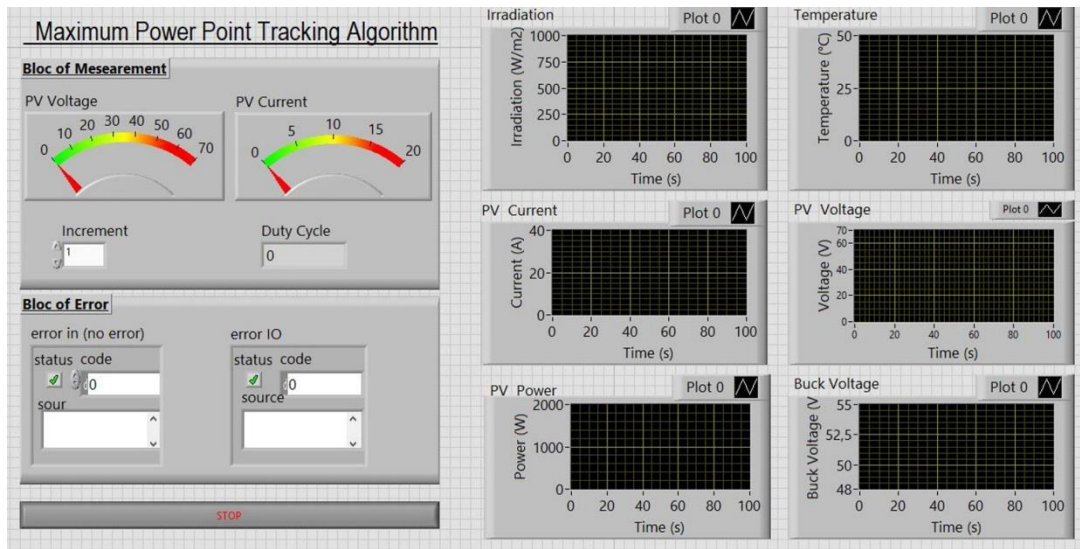 Maximum Power Point Tracking Algorithm
Bloc of Mesearement
PV Voltage
0 10 20 30 40 50 60 70
PV Current
0 5 10 15 20
Increment
1
Duty Cycle
0
Bloc of Error
error in (no error)
status code
0
sour
error IO
status code
0
source
STOP
Irradiation
Plot 0
Irradiation (W/m2)
1000
750
500
250
0
0 20 40 60 80 100
Time (s)
Temperature
Plot 0
Temperature (°C)
50
25
0
0 20 40 60 80 100
Time (s)
PV Current
Plot 0
Current (A)
40
20
0
0 20 40 60 80 100
Time (s)
PV Voltage
Plot 0
Voltage (V)
70
60
40
20
0
0 20 40 60 80 100
Time (s)
PV Power
Plot 0
Power (W)
2000
1000
0
0 20 40 60 80 100
Time (s)
Buck Voltage
Plot 0
Buck Voltage (V
55
52,5
50
48
0 20 40 60 80 100
Time (s)